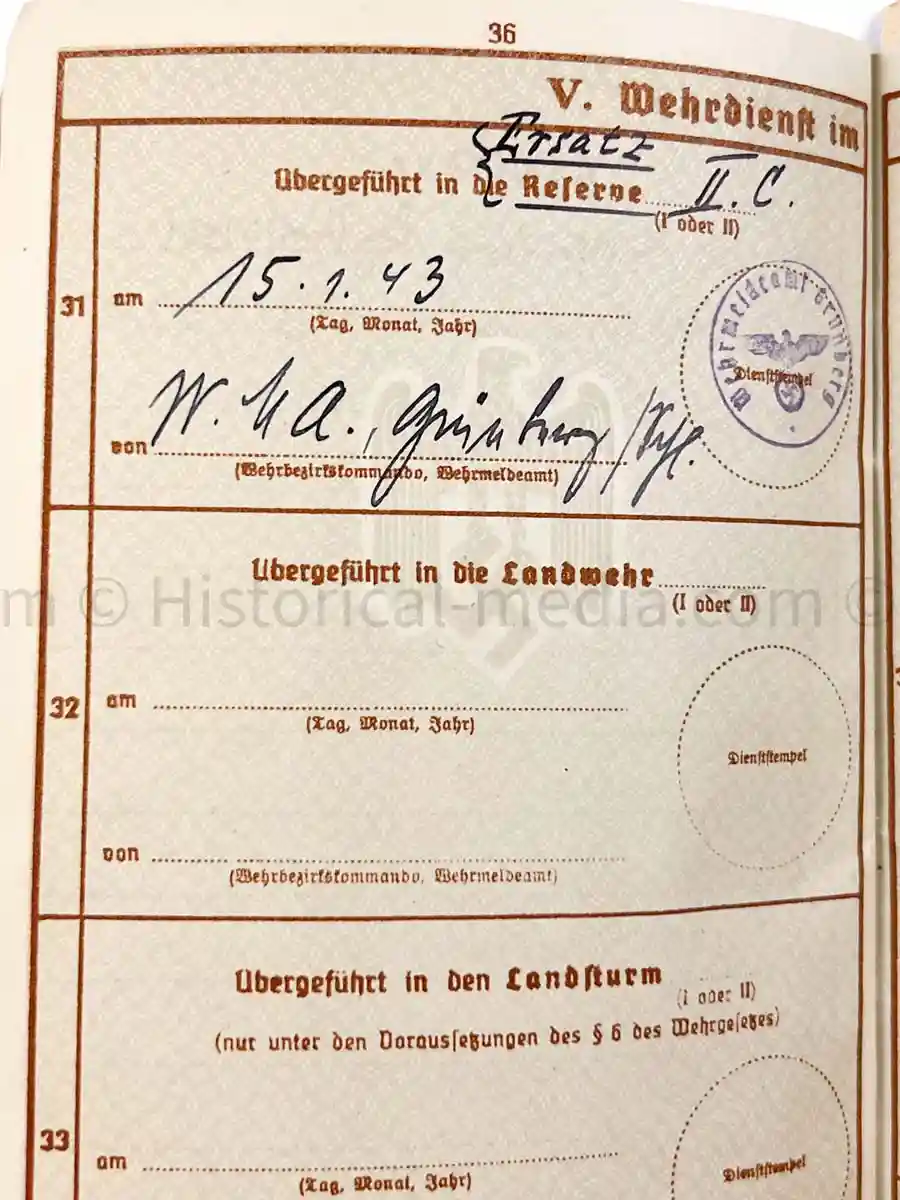 36
V. Wehrdienst im
Ersatz
Übergeführt in die Reserve II. C.
(I oder II)
31
am 15. 1. 43
(Tag, Monat, Jahr)
Wehrmeldeamt Grünberg
Dienststempel
von W. M A., Grünberg/Schl.
(Wehrbezirkskommando, Wehrmeldeamt)
Übergeführt in die Landwehr
(I oder II)
m © Historical-media.com ©
32
am
(Tag, Monat, Jahr)
Dienststempel
von
(Wehrbezirkskommando, Wehrmeldeamt)
Übergeführt in den Landsturm
(I oder II)
(nur unter den Voraussetzungen des § 6 des Wehrgesetzes)
33
am
(Tag, Monat, Jahr)
Dienststempel